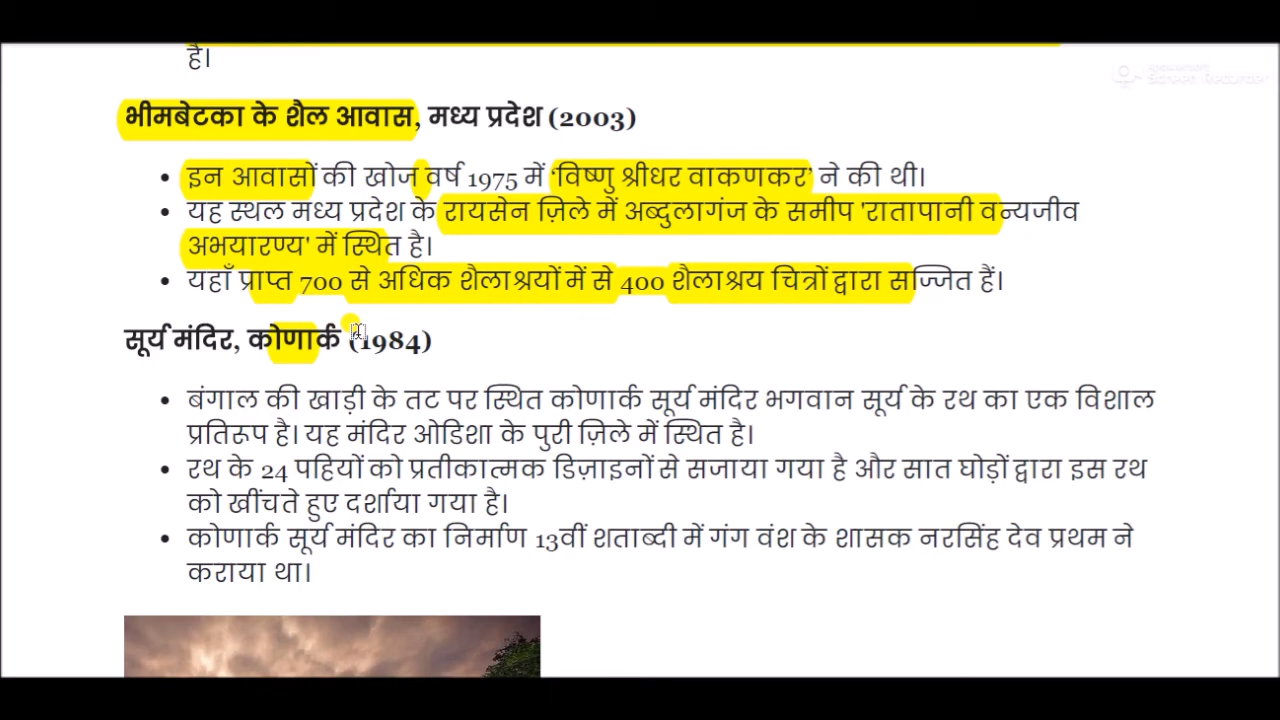 है।
भीमबेटका के शैल आवास, मध्य प्रदेश (2003)
• इन आवासों की खोज वर्ष 1975 में ‘विष्णु श्रीधर वाकणकर’ ने की थी।
• यह स्थल मध्य प्रदेश के रायसेन ज़िले में अब्दुलागंज के समीप 'रातापानी वन्यजीव
अभयारण्य' में स्थित है।
• यहाँ प्राप्त 700 से अधिक शैलाश्रयों में से 400 शैलाश्रय चित्रों द्वारा सज्जित हैं।
सूर्य मंदिर, कोणार्क (1984)
• बंगाल की खाड़ी के तट पर स्थित कोणार्क सूर्य मंदिर भगवान सूर्य के रथ का एक विशाल
प्रतिरूप है। यह मंदिर ओडिशा के पुरी ज़िले में स्थित है।
• रथ के 24 पहियों को प्रतीकात्मक डिज़ाइनों से सजाया गया है और सात घोड़ों द्वारा इस रथ
को खींचते हुए दर्शाया गया है।
• कोणार्क सूर्य मंदिर का निर्माण 13वीं शताब्दी में गंग वंश के शासक नरसिंह देव प्रथम ने
कराया था।